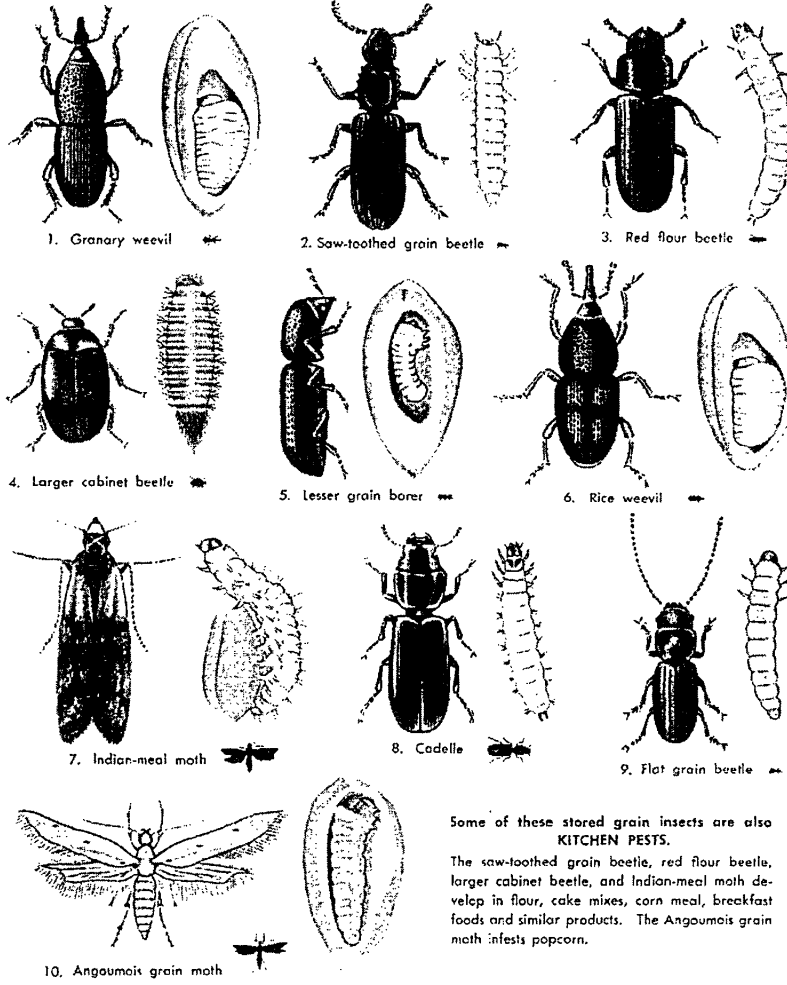 1. Granary weevil
2. Saw-toothed grain beetle
3. Red flour beetle
4. Larger cabinet beetle
5. Lesser grain borer
6. Rice weevil
7. Indian-meal moth
8. Cadelle
9. Flat grain beetle
10. Angoumois grain moth
Some of these stored grain insects are also
KITCHEN PESTS.
The saw-toothed grain beetle, red flour beetle,
larger cabinet beetle, and Indian-meal moth de-
velop in flour, cake mixes, corn meal, breakfast
foods and similar products. The Angoumois grain
moth infests popcorn.